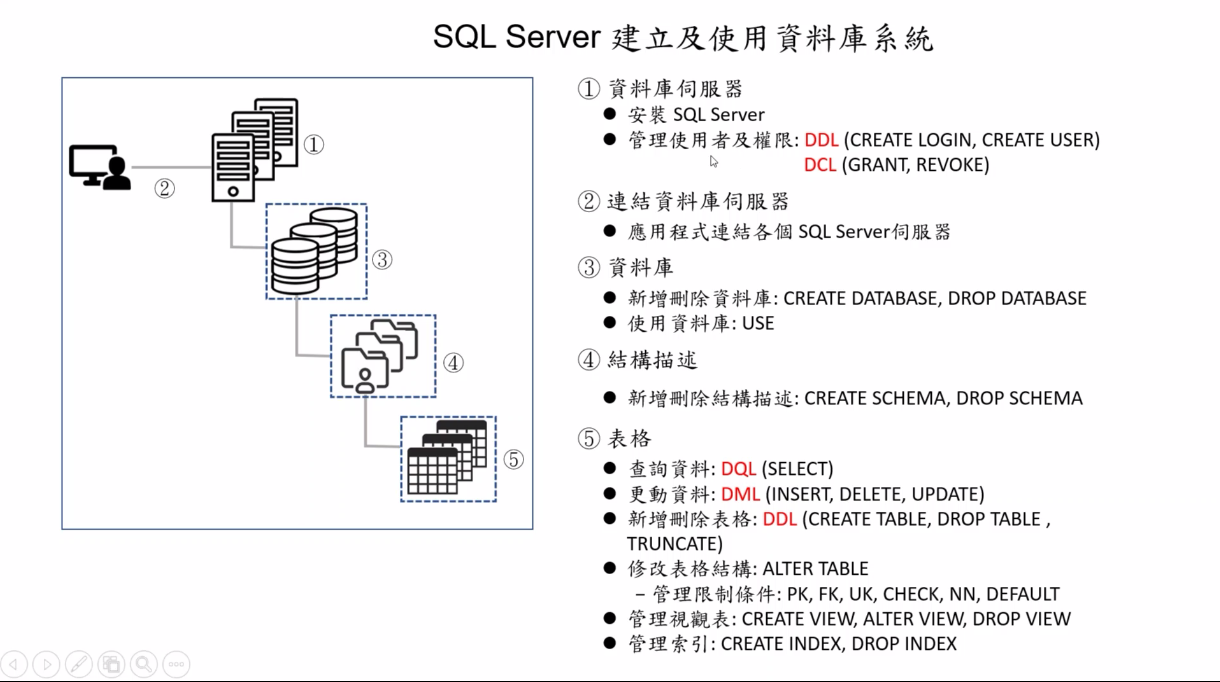 SQL Server 建立及使用資料庫系統
①
②
③
④
⑤
① 資料庫伺服器
● 安裝 SQL Server
● 管理使用者及權限: DDL (CREATE LOGIN, CREATE USER)
DCL (GRANT, REVOKE)
② 連結資料庫伺服器
● 應用程式連結各個 SQL Server伺服器
③ 資料庫
● 新增刪除資料庫: CREATE DATABASE, DROP DATABASE
● 使用資料庫: USE
④ 結構描述
● 新增刪除結構描述: CREATE SCHEMA, DROP SCHEMA
⑤ 表格
● 查詢資料: DQL (SELECT)
● 更動資料: DML (INSERT, DELETE, UPDATE)
● 新增刪除表格: DDL (CREATE TABLE, DROP TABLE ,
TRUNCATE)
● 修改表格結構: ALTER TABLE
– 管理限制條件: PK, FK, UK, CHECK, NN, DEFAULT
● 管理視觀表: CREATE VIEW, ALTER VIEW, DROP VIEW
● 管理索引: CREATE INDEX, DROP INDEX